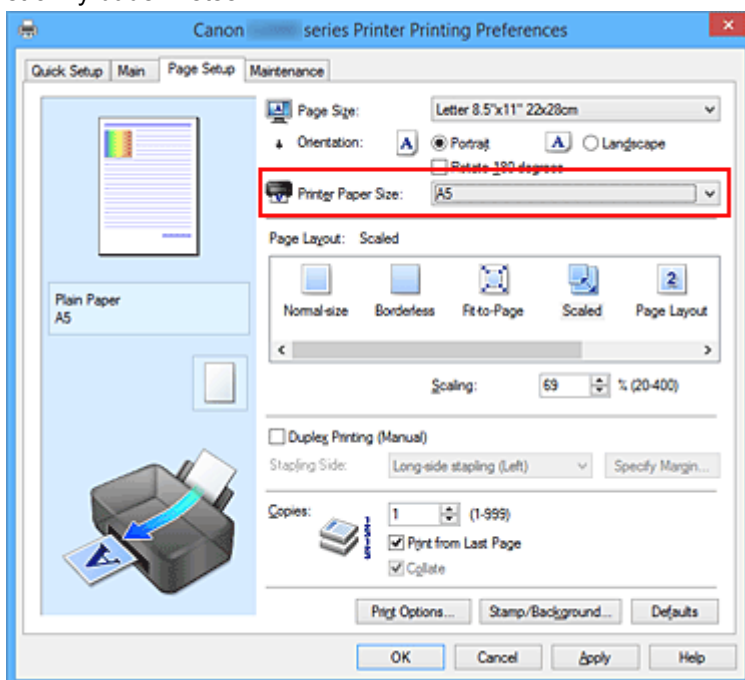 Canon series Printer Printing Preferences
Quick Setup Main Page Setup Maintenance
Page Size: Letter 8.5"x11" 22x28cm
Orientation: A Portrait A Landscape
Rotate 180 degrees
Printer Paper Size: A5
Page Layout: Scaled
2
Normal-size Borderless Fit-to-Page Scaled Page Layout
Plain Paper
A5
Scaling: 69 % (20-400)
Duplex Printing (Manual)
Stapling Side: Long-side stapling (Left) Specify Margin...
Copies: 1 (1-999)
Print from Last Page
Collate
A
Print Options... Stamp/Background... Defaults
OK Cancel Apply Help